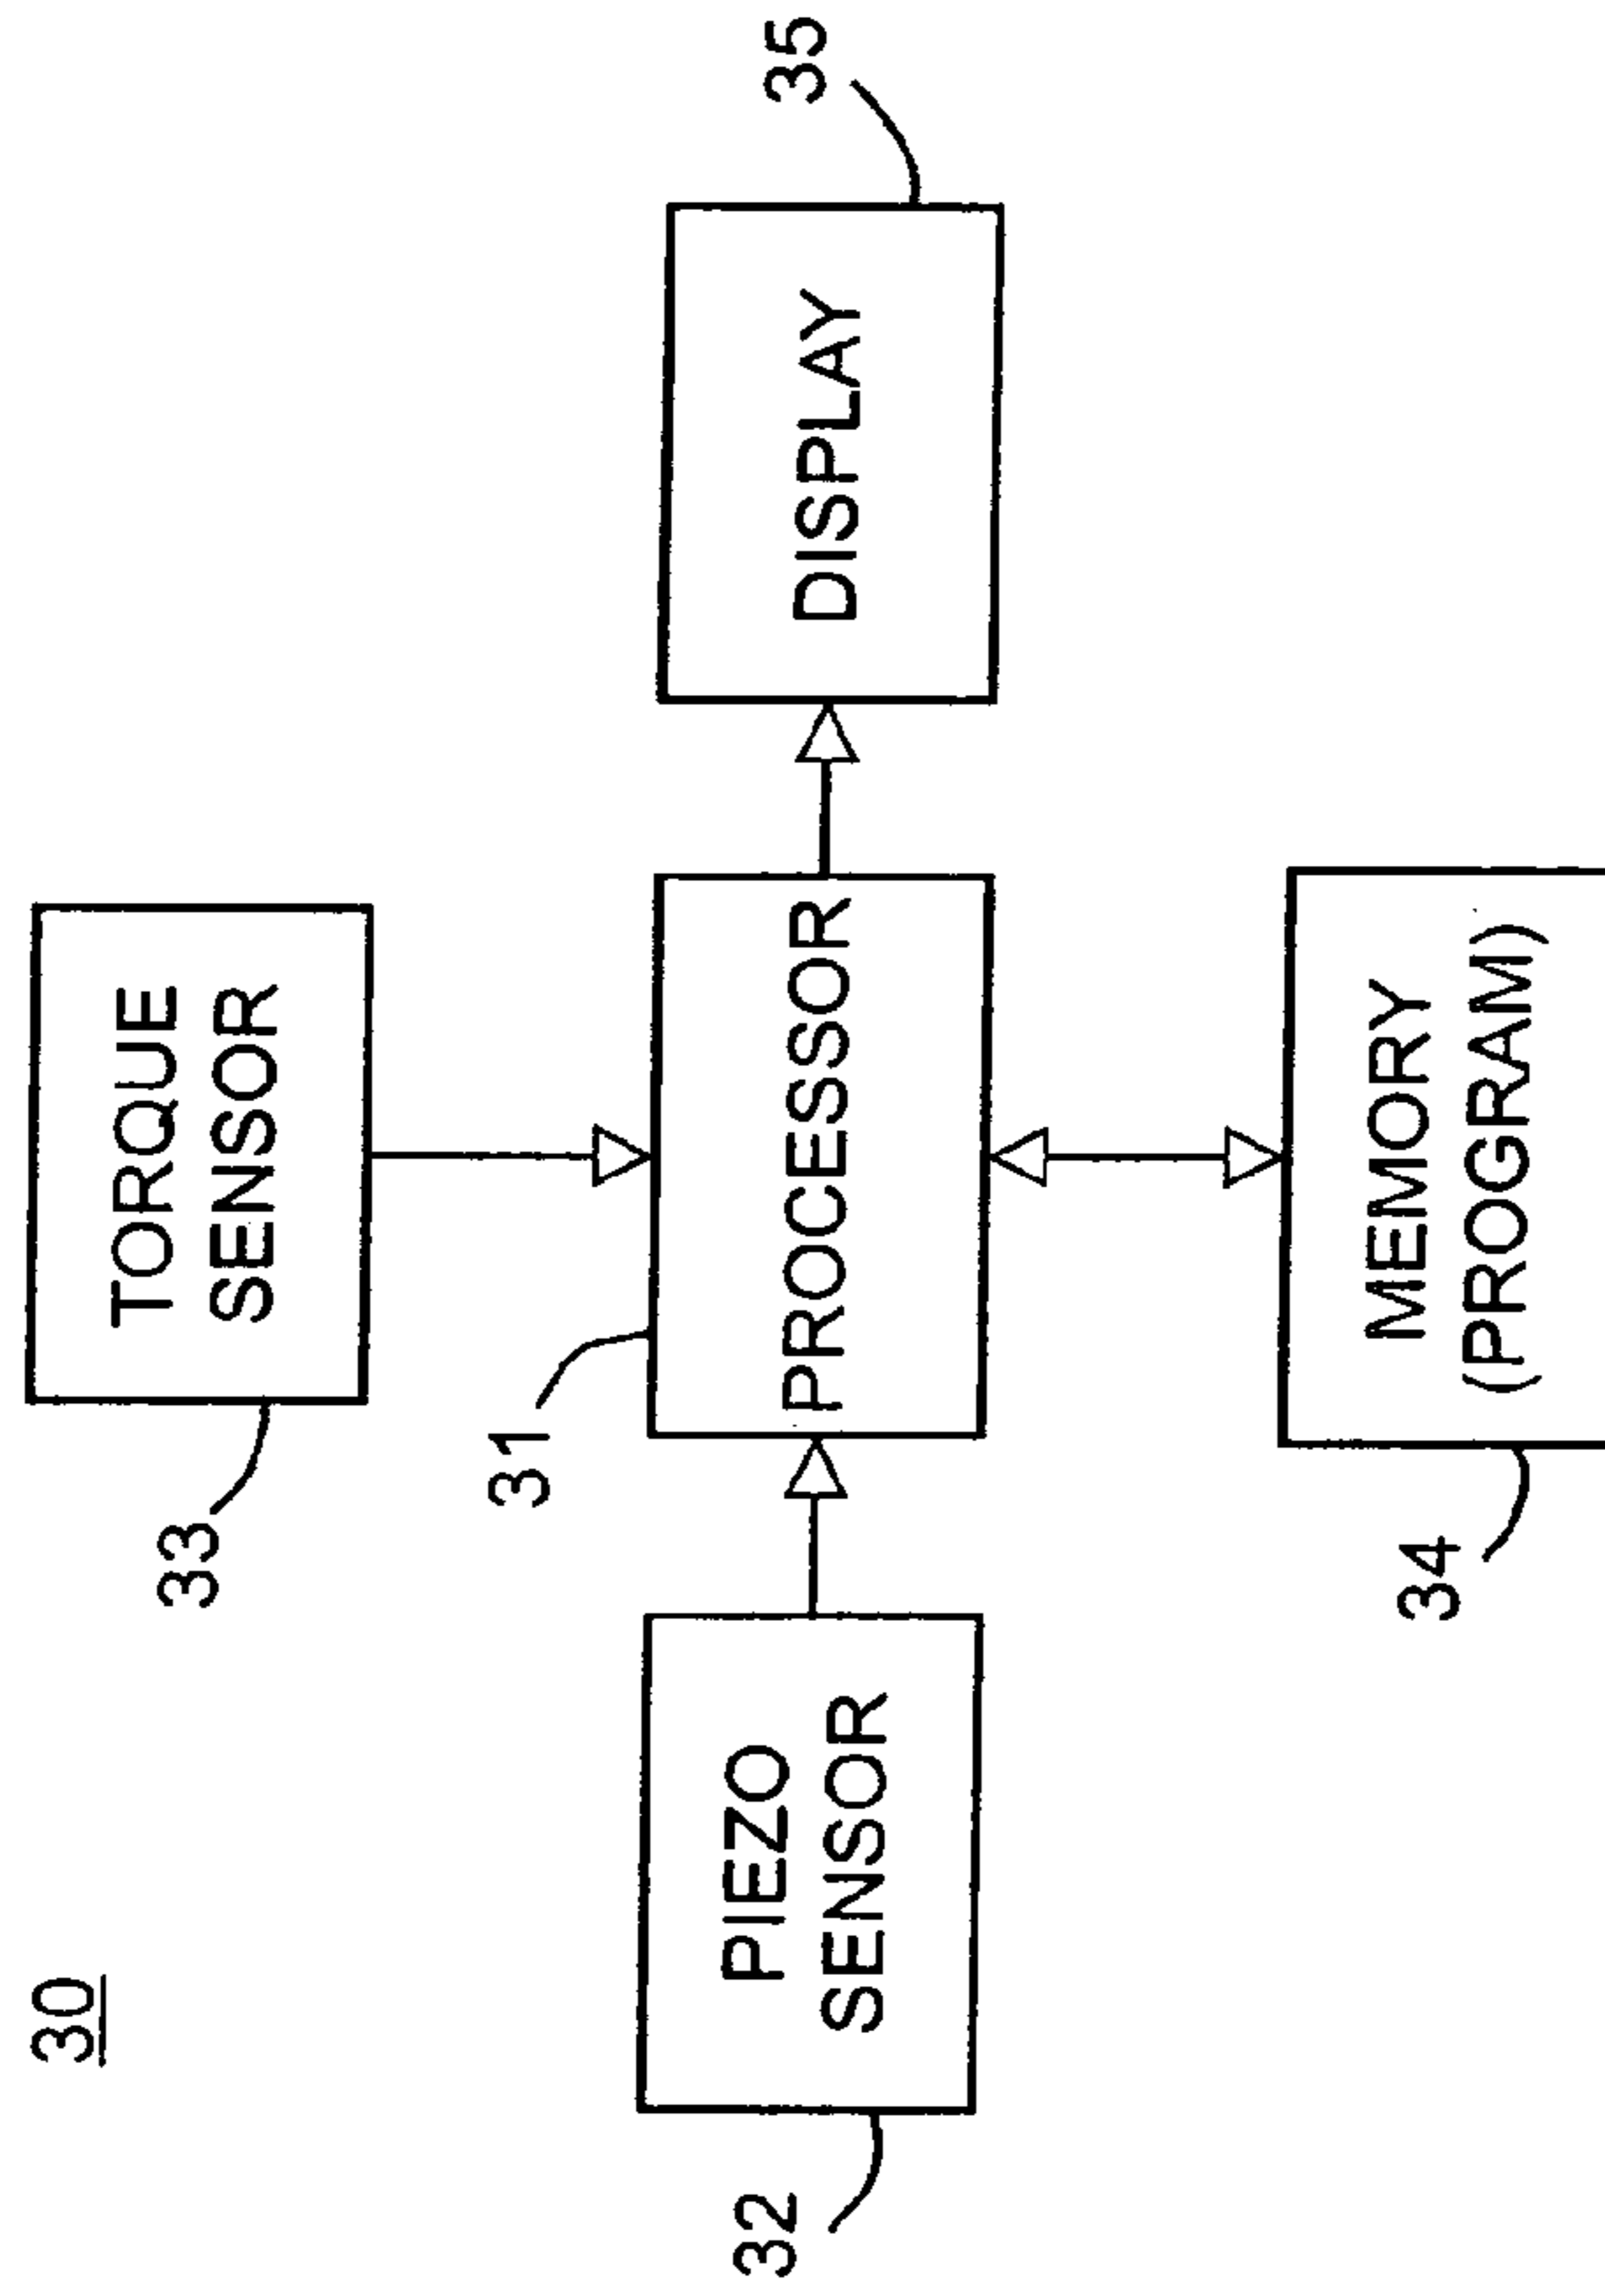 30
33
TORQUE
SENSOR
31
32
PIEZO
SENSOR
PROCESSOR
DISPLAY
35
34
MEMORY
(PROGRAM)